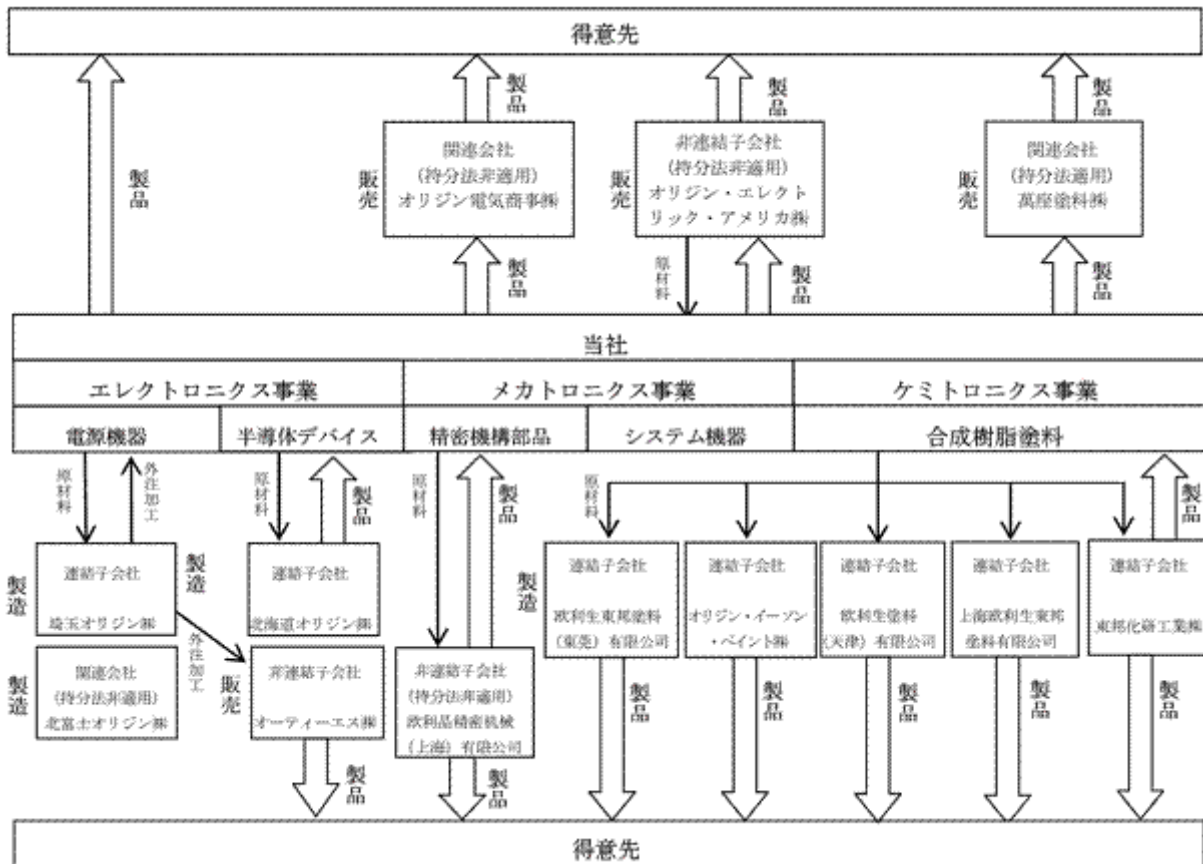 得意先
製品
製品
製品
製品
販売
関連会社
(持分法非適用)
オリジン電気商事㈱
販売
非連結子会社
(持分法非適用)
オリジン・エレクト
リック・アメリカ㈱
販売
関連会社
(持分法適用)
萬座塗料㈱
製品
原材料
製品
製品
当社
エレクトロニクス事業
メカトロニクス事業
ケミトロニクス事業
電源機器
半導体デバイス
精密機構部品
システム機器
合成樹脂塗料
原材料
外注加工
原材料
製品
原材料
製品
原材料
製品
製造
連結子会社
埼玉オリジン㈱
製造
連結子会社
北海道オリジン㈱
製造
連結子会社
欧利生東邦塗料
(東莞)有限公司
連結子会社
オリジン・イーソン
・ペイント㈱
連結子会社
欧利生塗料
(天津)有限公司
連結子会社
上海欧利生東邦
塗料有限公司
連結子会社
東邦化研工業㈱
外注加工
製造
関連会社
(持分法非適用)
北富士オリジン㈱
販売
非連結子会社
オーティーエス㈱
非連結子会社
(持分法非適用)
欧利晶精密机械
(上海)有限公司
製品
製品
製品
製品
製品
製品
製品
得意先